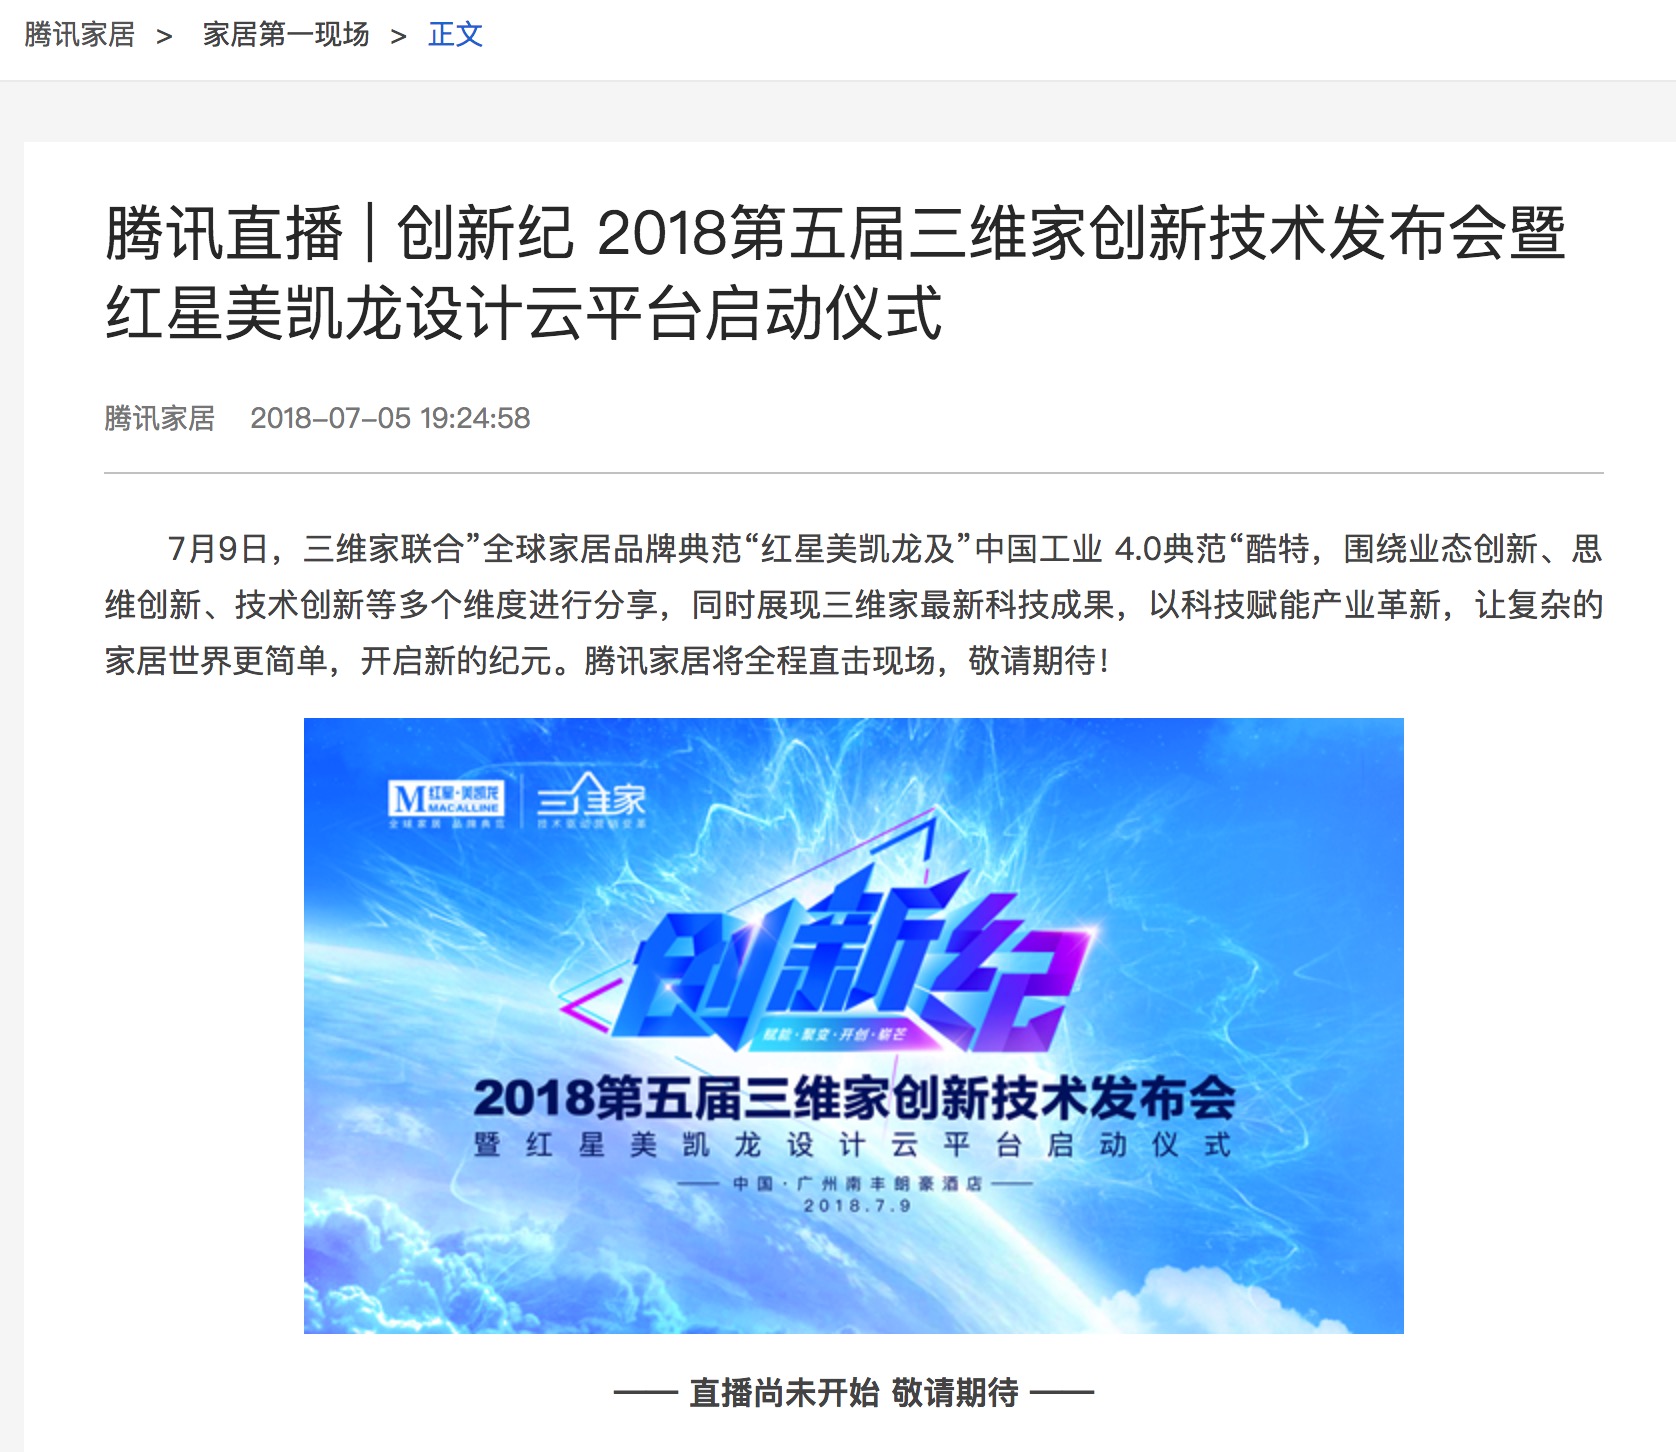 腾讯家居 > 家居第一现场 > 正文
腾讯直播 | 创新纪 2018第五届三维家创新技术发布会暨
红星美凯龙设计云平台启动仪式
腾讯家居 2018-07-05 19:24:58
7月9日，三维家联合”全球家居品牌典范“红星美凯龙及”中国工业 4.0典范“酷特，围绕业态创新、思
维创新、技术创新等多个维度进行分享，同时展现三维家最新科技成果，以科技赋能产业革新，让复杂的
家居世界更简单，开启新的纪元。腾讯家居将全程直击现场，敬请期待！
M 红星·美凯龙 三维家
MACALLINE
全球家居 品牌典范 技术驱动营销变革
创新纪
赋能·聚变·开创·崭芒
2018第五届三维家创新技术发布会
暨红星美凯龙设计云平台启动仪式
—— 中国·广州南丰朗豪酒店 ——
2018.7.9
—— 直播尚未开始 敬请期待 ——